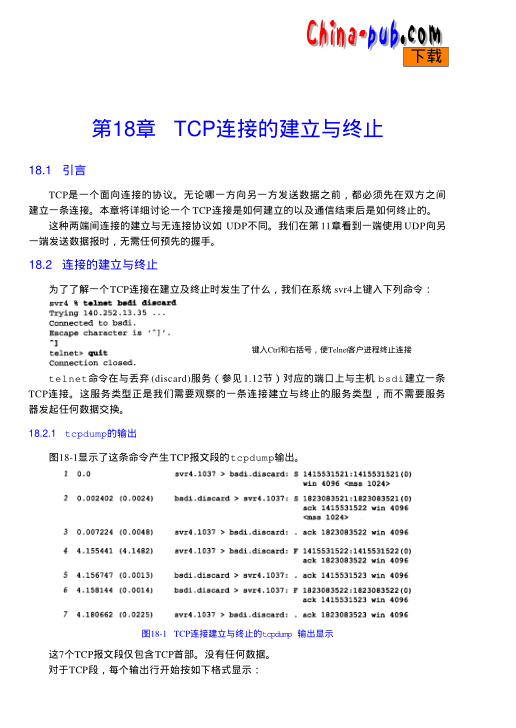 China-pub.com
下载
第18章 TCP连接的建立与终止
18.1 引言
TCP是一个面向连接的协议。无论哪一方向另一方发送数据之前，都必须先在双方之间
建立一条连接。本章将详细讨论一个TCP连接是如何建立的以及通信结束后是如何终止的。
这种两端间连接的建立与无连接协议如 UDP不同。我们在第11章看到一端使用UDP向另
一端发送数据报时，无需任何预先的握手。
18.2 连接的建立与终止
为了了解一个TCP连接在建立及终止时发生了什么，我们在系统 svr4上键入下列命令：
svr4 % telnet bsdi discard
Trying 140.252.13.35 ...
Connected to bsdi.
Escape character is '^]'.
^]
telnet> quit 键入Ctrl和右括号，使Telnet客户进程终止连接
Connection closed.
telnet命令在与丢弃(discard)服务（参见1.12节）对应的端口上与主机 bsdi建立一条
TCP连接。这服务类型正是我们需要观察的一条连接建立与终止的服务类型，而不需要服务
器发起任何数据交换。
18.2.1 tcpdump的输出
图18-1显示了这条命令产生TCP报文段的tcpdump输出。
1 0.0 svr4.1037 > bsdi.discard: S 1415531521:1415531521(0)
win 4096 <mss 1024>
2 0.002402 (0.0024) bsdi.discard > svr4.1037: S 1823083521:1823083521(0)
ack 1415531522 win 4096
<mss 1024>
3 0.007224 (0.0048) svr4.1037 > bsdi.discard: . ack 1823083522 win 4096
4 4.155441 (4.1482) svr4.1037 > bsdi.discard: F 1415531522:1415531522(0)
ack 1823083522 win 4096
5 4.156747 (0.0013) bsdi.discard > svr4.1037: . ack 1415531523 win 4096
6 4.158144 (0.0014) bsdi.discard > svr4.1037: F 1823083522:1823083522(0)
ack 1415531523 win 4096
7 4.180662 (0.0225) svr4.1037 > bsdi.discard: . ack 1823083523 win 4096
图18-1 TCP连接建立与终止的tcpdump 输出显示
这7个TCP报文段仅包含TCP首部。没有任何数据。
对于TCP段，每个输出行开始按如下格式显示：